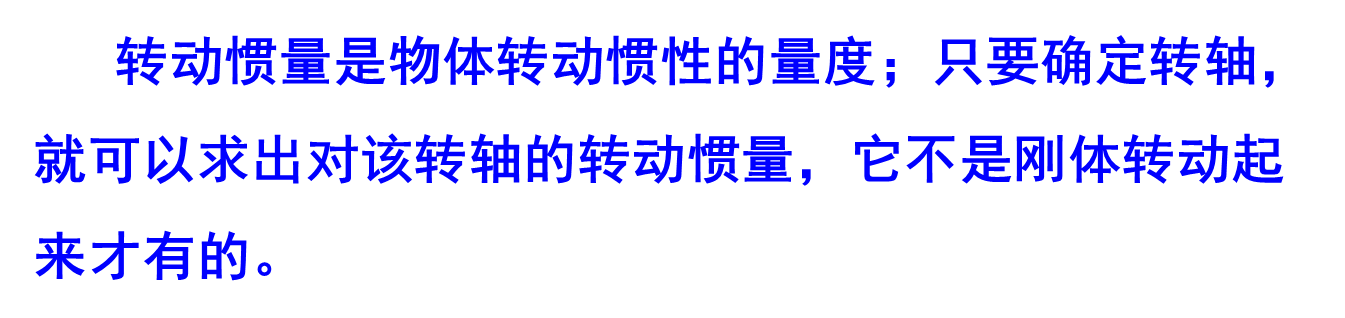 转动惯量是物体转动惯性的量度；只要确定转轴，
就可以求出对该转轴的转动惯量，它不是刚体转动起
来才有的。